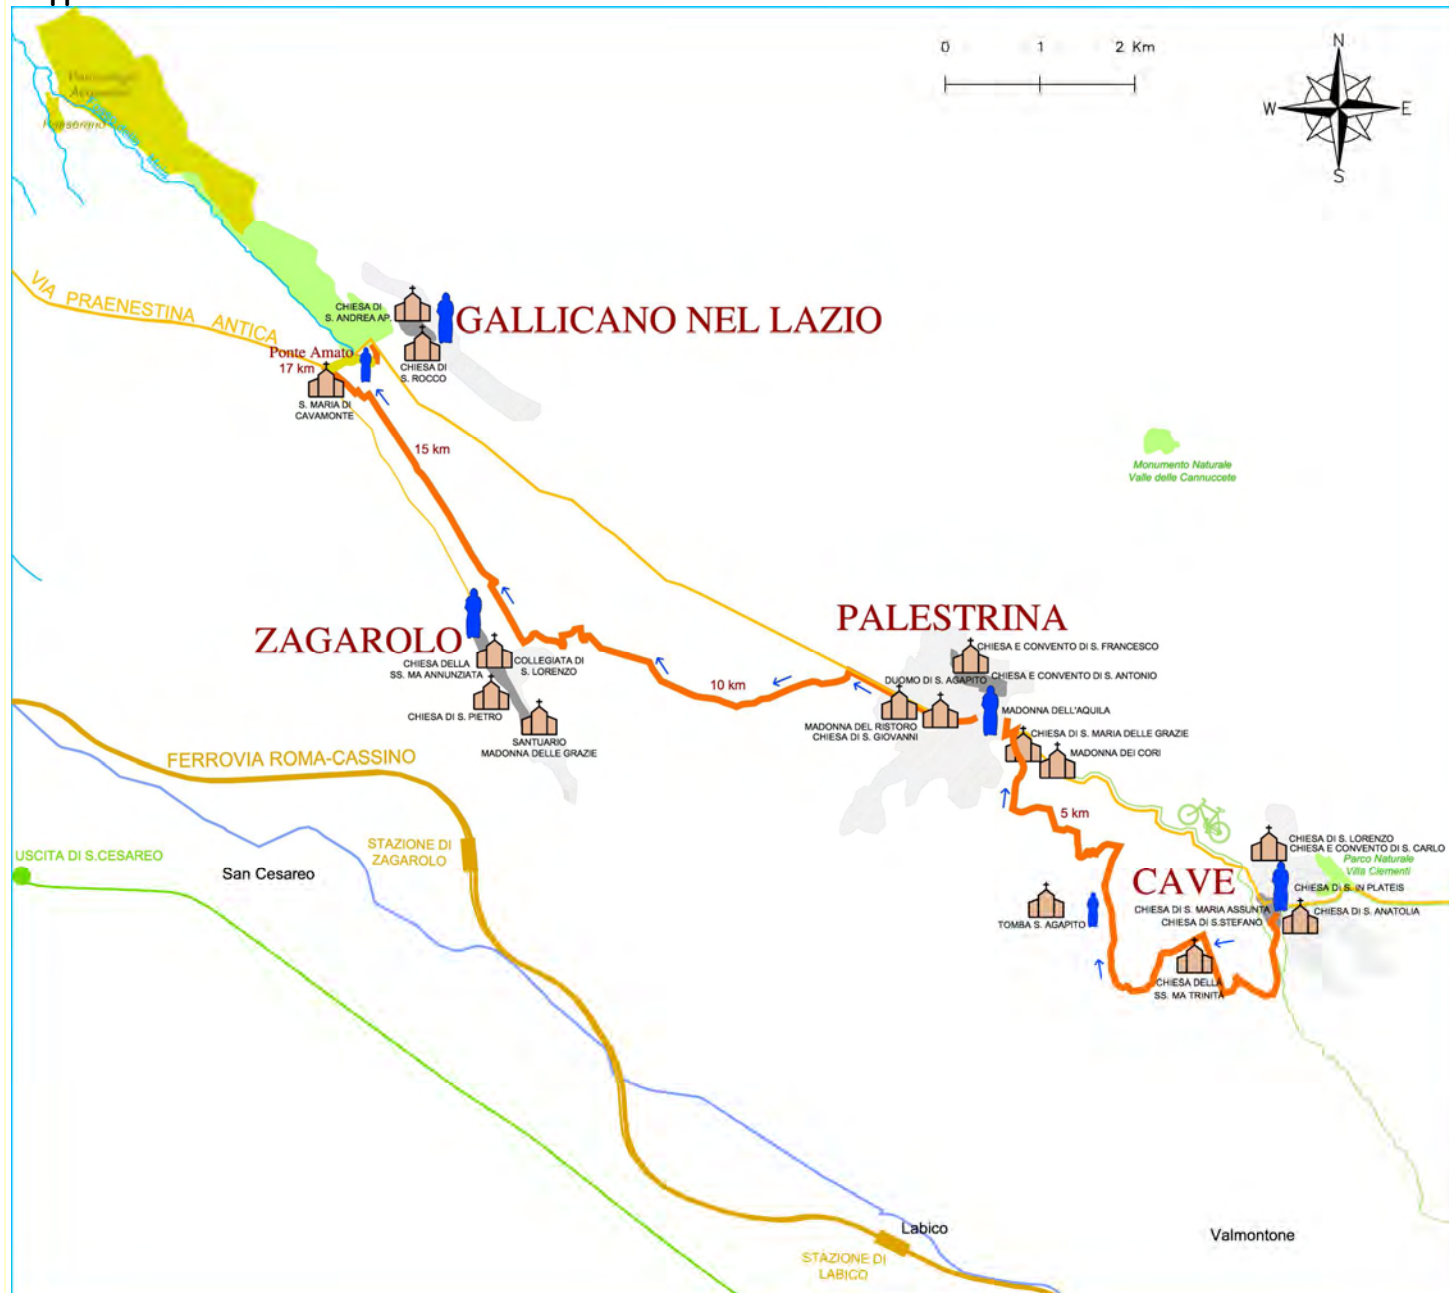 0 1 2 Km
N
W E
S
VIA PRAENESTINA ANTICA
CHIESA DI
S. ANDREA AP.
GALLICANO NEL LAZIO
Ponte Amato
17 km
CHIESA DI
S. ROCCO
S. MARIA DI
CAVAMONTE
15 km
Monumento Naturale
Valle delle Cannuccete
ZAGAROLO
CHIESA DELLA
SS. MA ANNUNZIATA
COLLEGIATA DI
S. LORENZO
CHIESA DI S. PIETRO
SANTUARIO
MADONNA DELLE GRAZIE
10 km
PALESTRINA
CHIESA E CONVENTO DI S. FRANCESCO
DUOMO DI S. AGAPITO
CHIESA E CONVENTO DI S. ANTONIO
MADONNA DELL'AQUILA
MADONNA DEL RISTORO
CHIESA DI S. GIOVANNI
CHIESA DI S. MARIA DELLE GRAZIE
MADONNA DEI CORI
5 km
FERROVIA ROMA-CASSINO
STAZIONE DI
ZAGAROLO
USCITA DI S.CESAREO
San Cesareo
CHIESA DI S. LORENZO
CHIESA E CONVENTO DI S. CARLO
Parco Naturale
Villa Clementi
CAVE
CHIESA DI S. IN PLATEIS
CHIESA DI S. MARIA ASSUNTA
CHIESA DI S.STEFANO
CHIESA DI S. ANATOLIA
TOMBA S. AGAPITO
CHIESA DELLA
SS. MA TRINITÀ
Labico
Valmontone
STAZIONE DI
LABICO